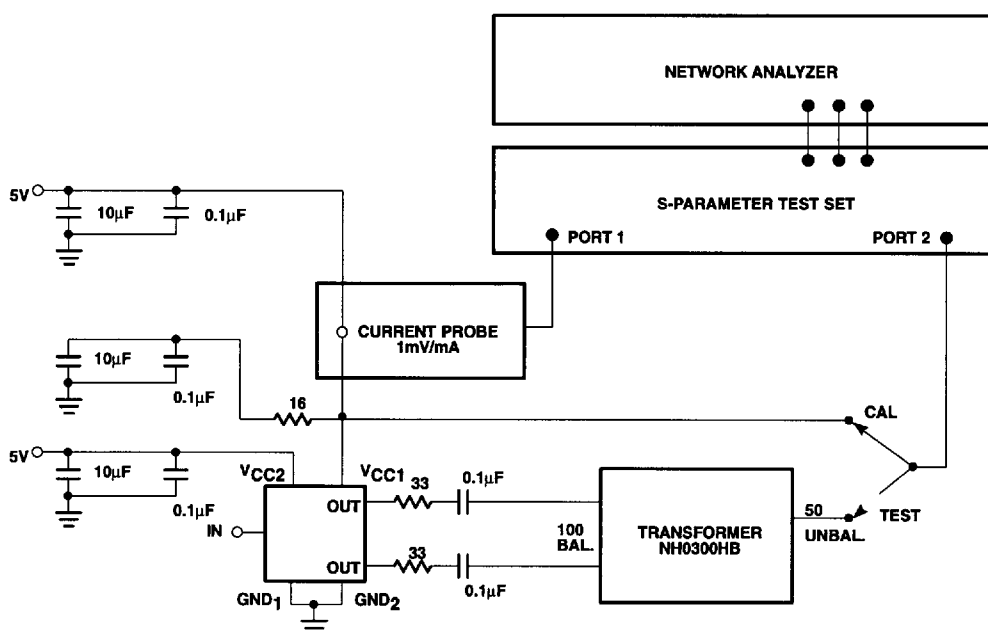 NETWORK ANALYZER
S-PARAMETER TEST SET
PORT 1
PORT 2
5V
10µF
0.1µF
CURRENT PROBE
1mV/mA
10µF
0.1µF
16
CAL
5V
10µF
0.1µF
VCC2
VCC1
33
0.1µF
OUT
IN
OUT
33
0.1µF
100
BAL.
TRANSFORMER
NH0300HB
50
UNBAL.
TEST
GND1
GND2